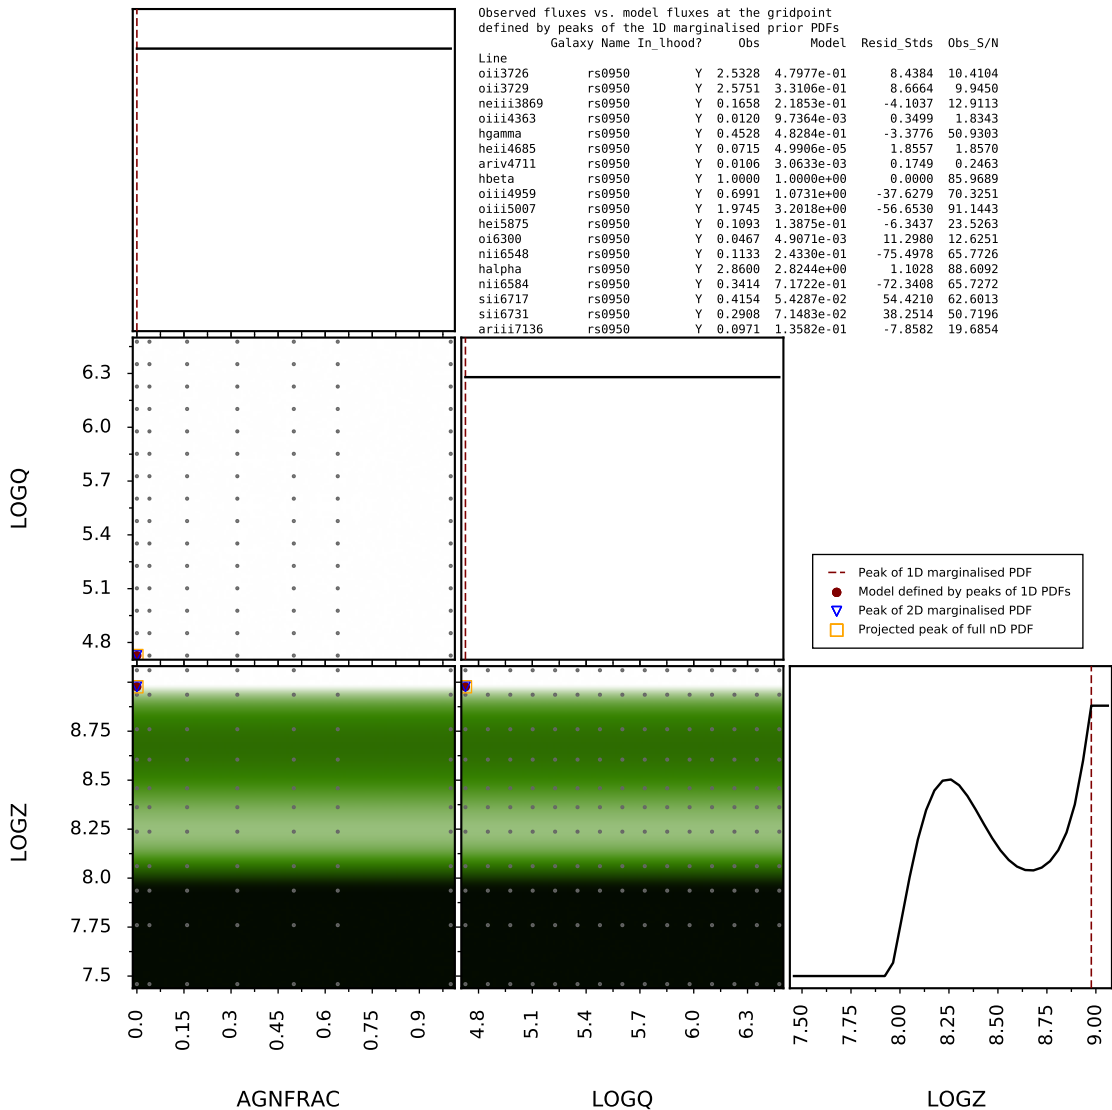 Observed fluxes vs. model fluxes at the gridpoint
defined by peaks of the 1D marginalised prior PDFs
Galaxy Name In_lhood? Obs Model Resid_Stds Obs_S/N
Line
oii3726 rs0950 Y 2.5328 4.7977e-01 8.4384 10.4104
oii3729 rs0950 Y 2.5751 3.3106e-01 8.6664 9.9450
neiii3869 rs0950 Y 0.1658 2.1853e-01 -4.1037 12.9113
oiii4363 rs0950 Y 0.0120 9.7364e-03 0.3499 1.8343
hgamma rs0950 Y 0.4528 4.8284e-01 -3.3776 50.9303
heii4685 rs0950 Y 0.0715 4.9906e-05 1.8557 1.8570
ariv4711 rs0950 Y 0.0106 3.0633e-03 0.1749 0.2463
hbeta rs0950 Y 1.0000 1.0000e+00 0.0000 85.9689
oiii4959 rs0950 Y 0.6991 1.0731e+00 -37.6279 70.3251
oiii5007 rs0950 Y 1.9745 3.2018e+00 -56.6530 91.1443
hei5875 rs0950 Y 0.1093 1.3875e-01 -6.3437 23.5263
oi6300 rs0950 Y 0.0467 4.9071e-03 11.2980 12.6251
nii6548 rs0950 Y 0.1133 2.4330e-01 -75.4978 65.7726
halpha rs0950 Y 2.8600 2.8244e+00 1.1028 88.6092
nii6584 rs0950 Y 0.3414 7.1722e-01 -72.3408 65.7272
sii6717 rs0950 Y 0.4154 5.4287e-02 54.4210 62.6013
sii6731 rs0950 Y 0.2908 7.1483e-02 38.2514 50.7196
ariii7136 rs0950 Y 0.0971 1.3582e-01 -7.8582 19.6854
LOGQ
6.3
6.0
5.7
5.4
5.1
4.8
Peak of 1D marginalised PDF
Model defined by peaks of 1D PDFs
Peak of 2D marginalised PDF
Projected peak of full nD PDF
LOGZ
8.75
8.5
8.25
8.0
7.75
7.5
0.0 0.15 0.3 0.45 0.6 0.75 0.9
4.8 5.1 5.4 5.7 6.0 6.3
7.50 7.75 8.00 8.25 8.50 8.75 9.00
AGNFRAC LOGQ LOGZ